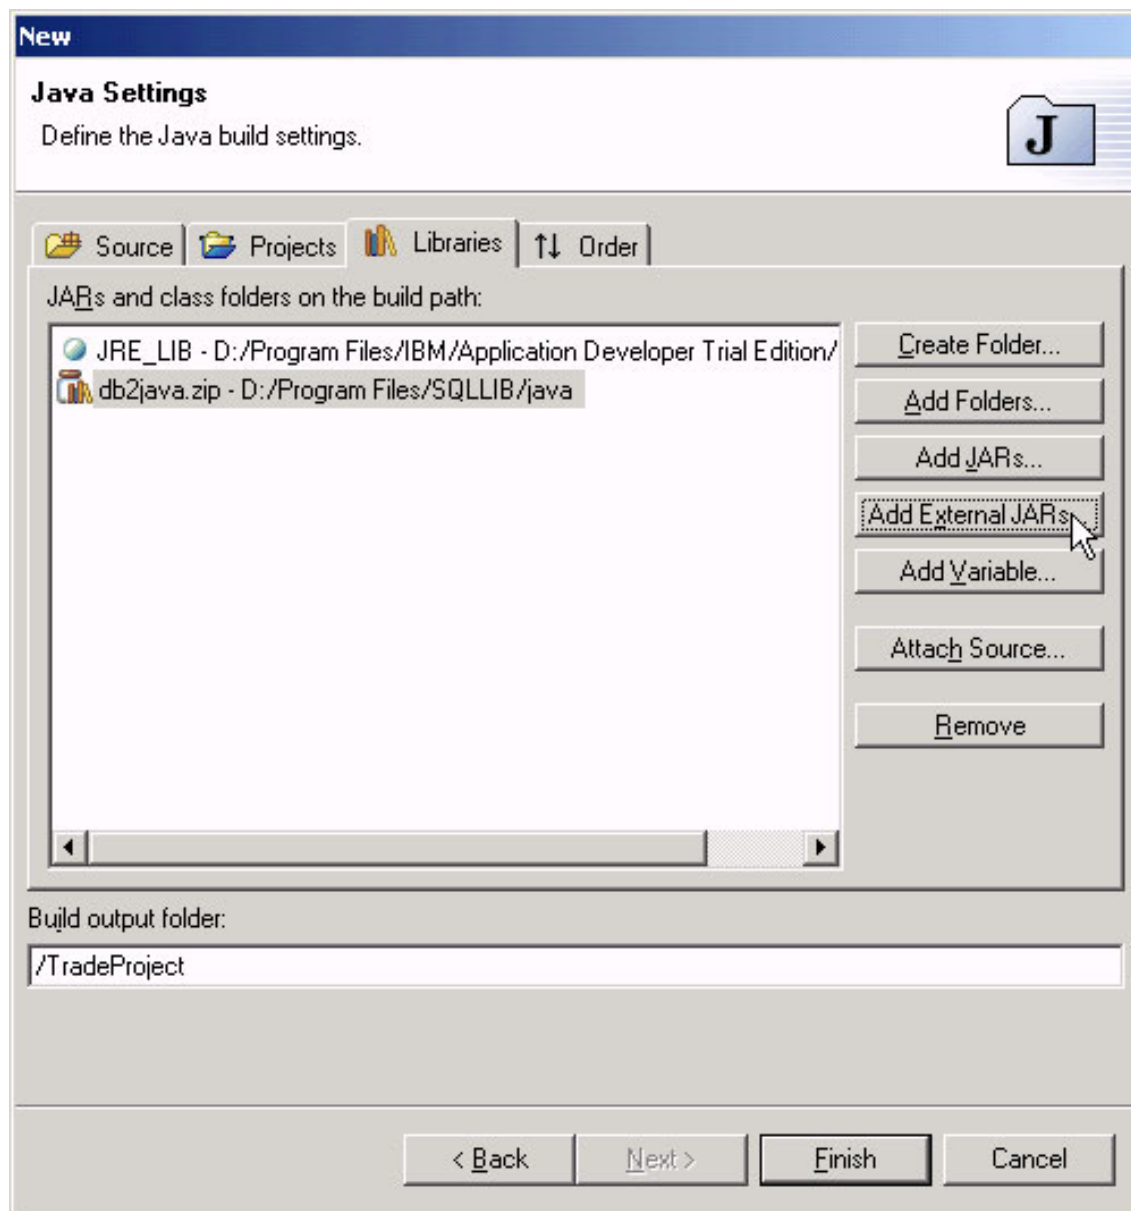 New
Java Settings
Define the Java build settings.
J
Source Projects Libraries Order
JARs and class folders on the build path:
JRE_LIB - D:/Program Files/IBM/Application Developer Trial Edition/
db2java.zip - D:/Program Files/SQLLIB/java
Create Folder...
Add Folders...
Add JARs...
Add External JARs...
Add Variable...
Attach Source...
Remove
Build output folder:
/TradeProject
< Back Next > Finish Cancel